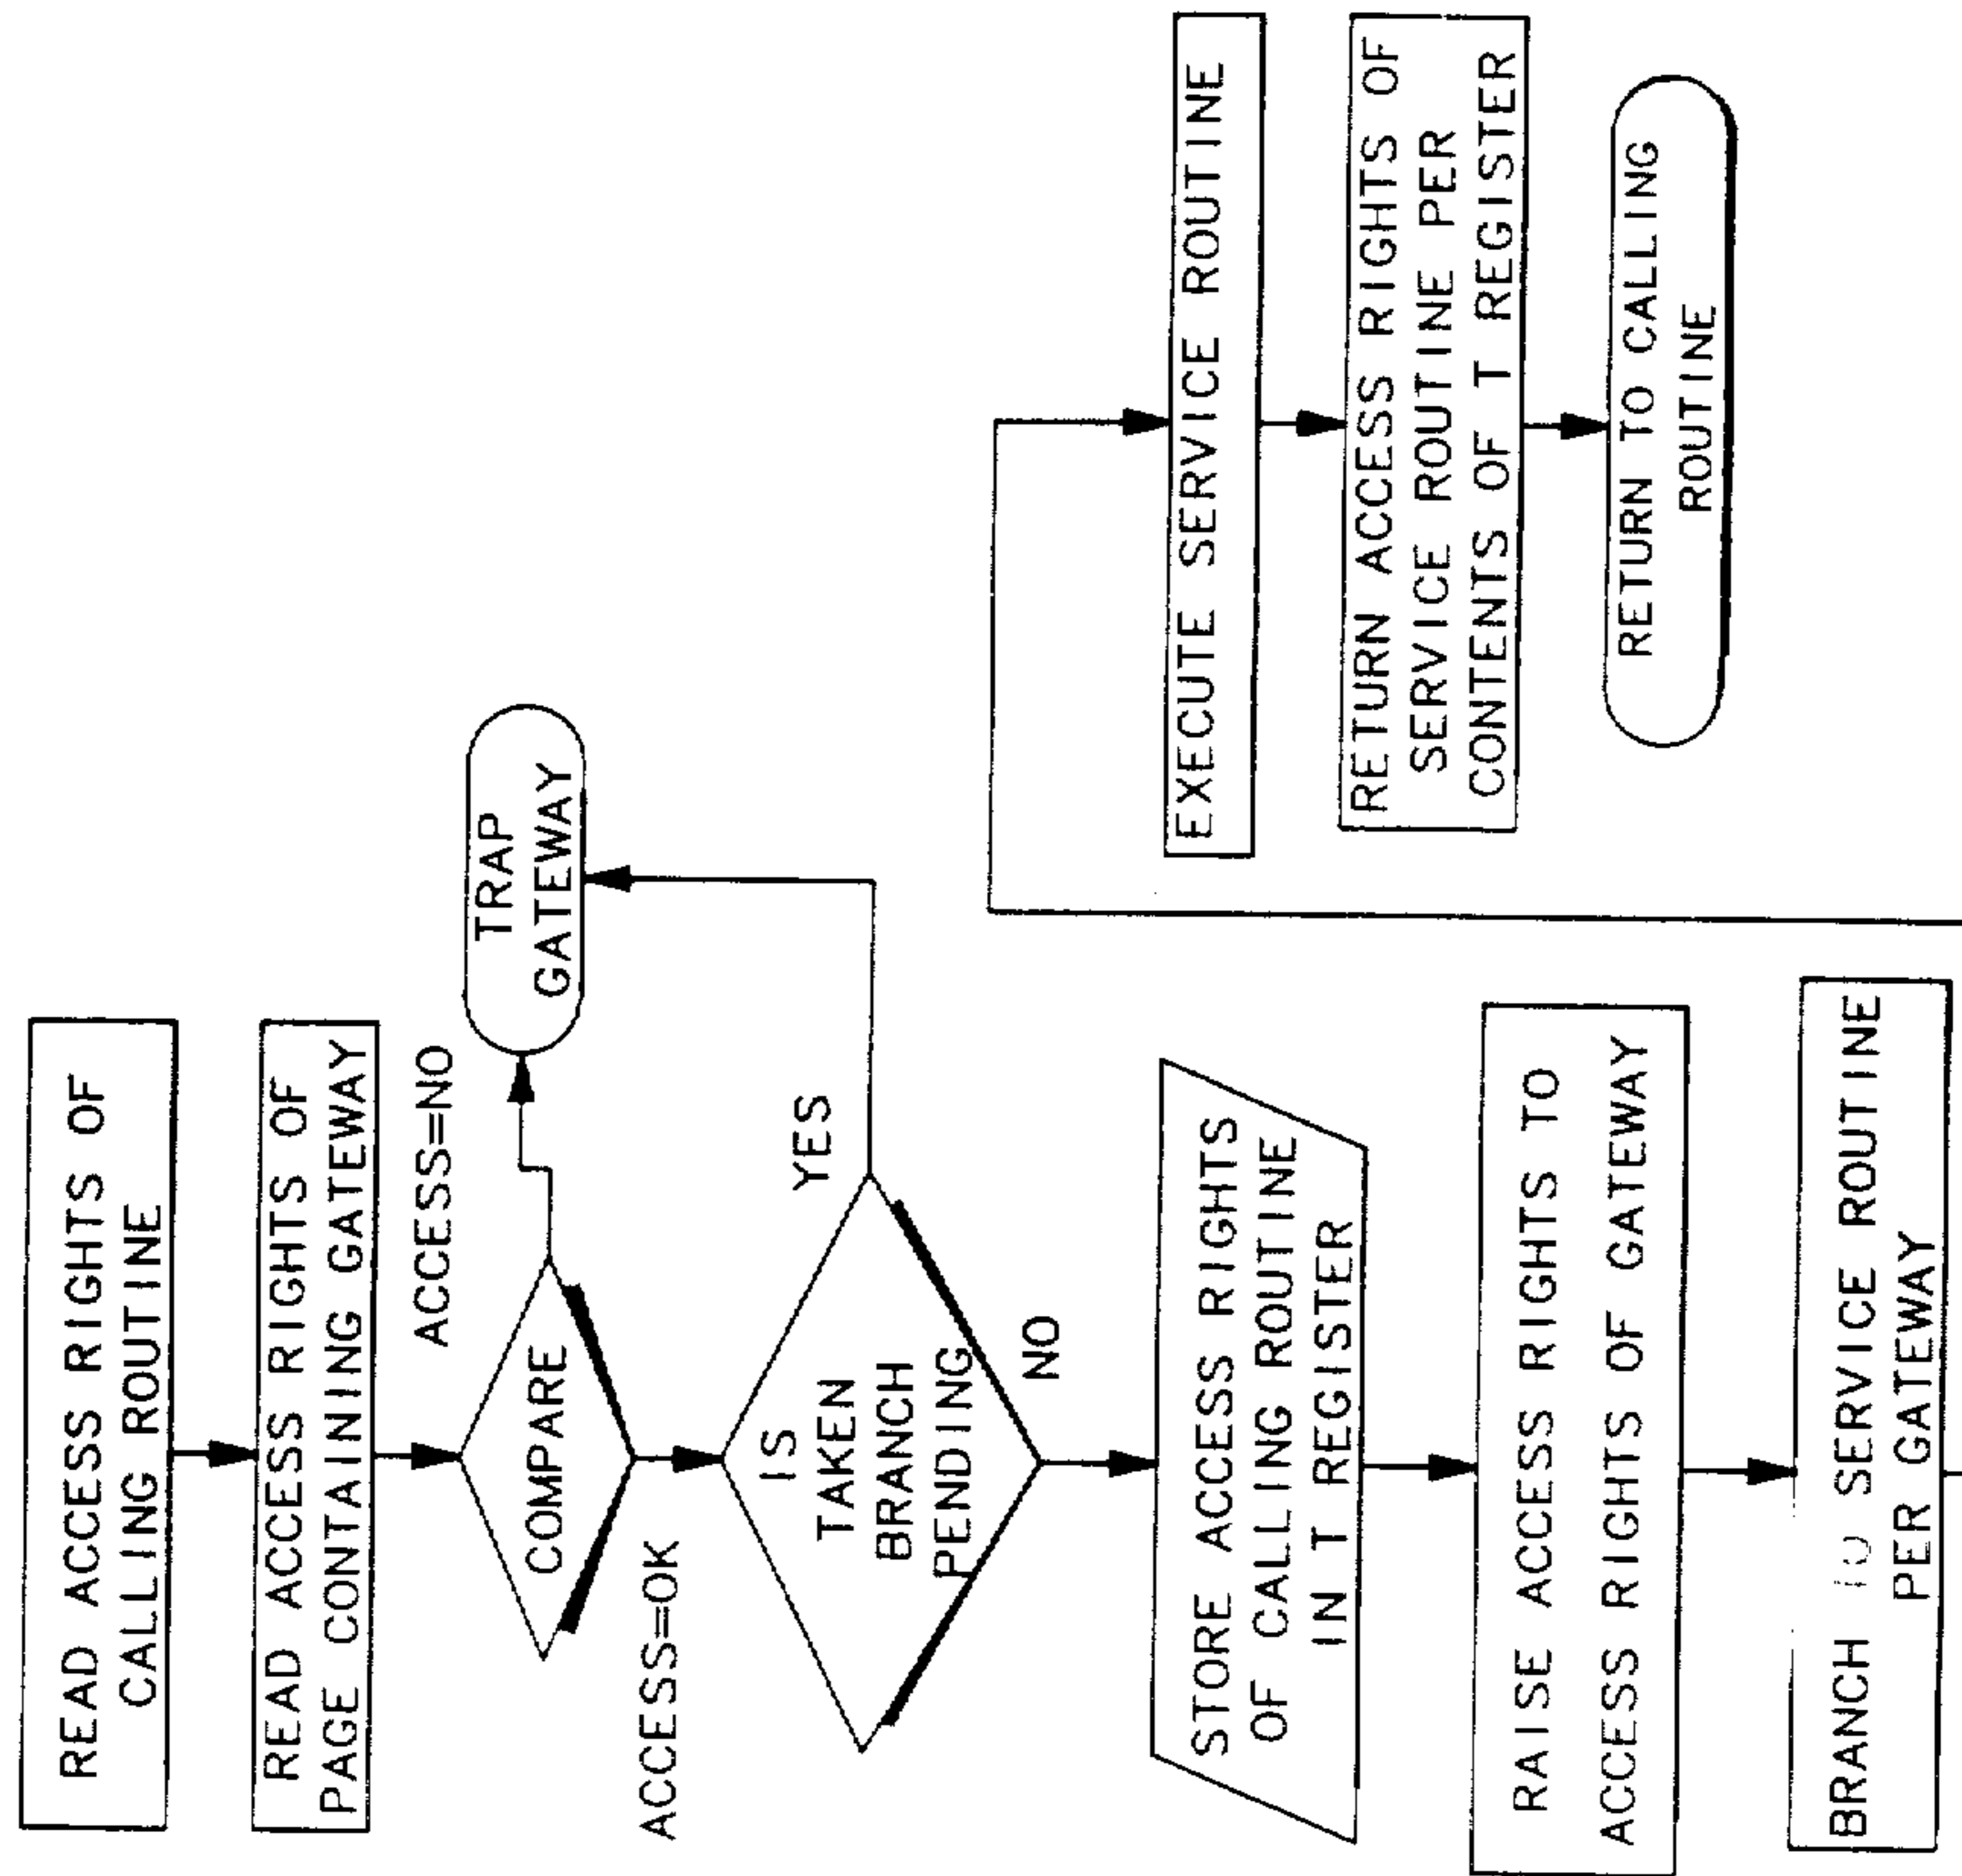 READ ACCESS RIGHTS OF
CALLING ROUTINE
READ ACCESS RIGHTS OF
PAGE CONTAINING GATEWAY
ACCESS=NO
COMPARE
TRAP
GATEWAY
ACCESS=OK
IS
TAKEN
BRANCH
PENDING
YES
NO
STORE ACCESS RIGHTS
OF CALLING ROUTINE
IN T REGISTER
RAISE ACCESS RIGHTS TO
ACCESS RIGHTS OF GATEWAY
BRANCH TO SERVICE ROUTINE
PER GATEWAY
EXECUTE SERVICE ROUTINE
RETURN ACCESS RIGHTS OF
SERVICE ROUTINE PER
CONTENTS OF T REGISTER
RETURN TO CALLING
ROUTINE